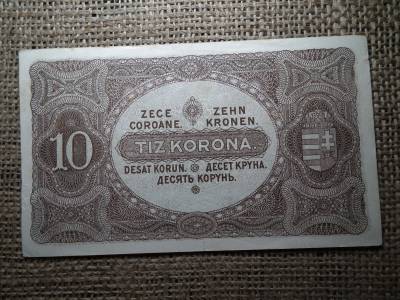 ZECE ZEHN
COROANE. KRONEN.
10 TIZ KORONA.
DESAT KORUN. ДЕСЕТ КРУНА.
ДЕСЯТЬ КОРУНЬ.